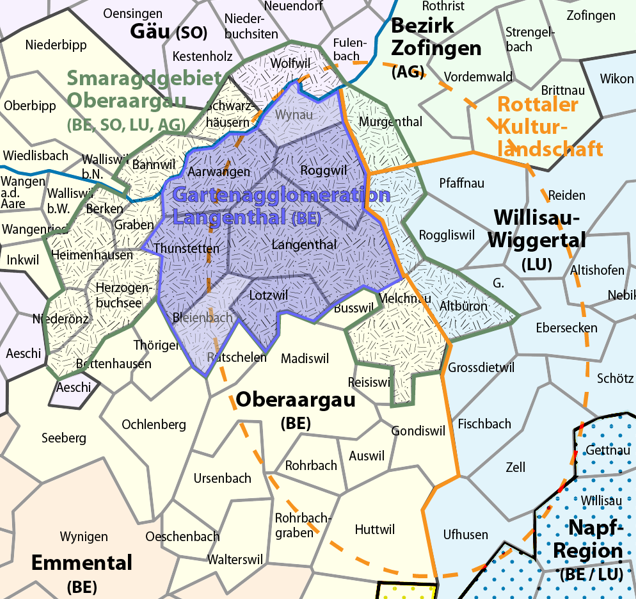 Oensingen
Neuendorf
Rothrist
Niederbipp
Gäu (SO)
Nieder-
buchsiten
Bezirk
Zofingen
(AG)
Strengel-
bach
Zofingen
Kestenholz
Fulen-
bach
Wolfwil
Vordemwald
Brittnau
Wikon
Smaragdgebiet
Oberaargau
(BE, SO, LU, AG)
Oberbipp
Schwarz-
häusern
Wynau
Murgenthal
Rottaler
Kultur-
landschaft
Wiedlisbach
Walliswil
b.N.
Bannwil
Aarwangen
Roggwil
Wangen
a.d.
Aare
Walliswil
b.W.
Pfaffnau
Reiden
Gartenagglomeration
Langenthal (BE)
Berken
Graben
Wangenried
Willisau-
Wiggertal
(LU)
Roggliswil
Inkwil
Heimenhausen
Thunstetten
Langenthal
Altishofen
Nebik
Herzogen-
buchsee
Lotzwil
Busswil
Melchnau
Altbüron
G.
Niederönz
Bleienbach
Ebersecken
Aeschi
Thörigen
Rütschelen
Madiswil
Bettenhausen
Grossdietwil
Schötz
Aeschi
Reisiswil
Oberaargau
(BE)
Seeberg
Ochlenberg
Gondiswil
Fischbach
Auswil
Rohrbach
Zell
Gettnau
Ursenbach
Willisau
Rohrbach-
graben
Huttwil
Ufhusen
Napf-
Region
(BE / LU)
Wynigen
Oeschenbach
Walterswil
Emmental
(BE)